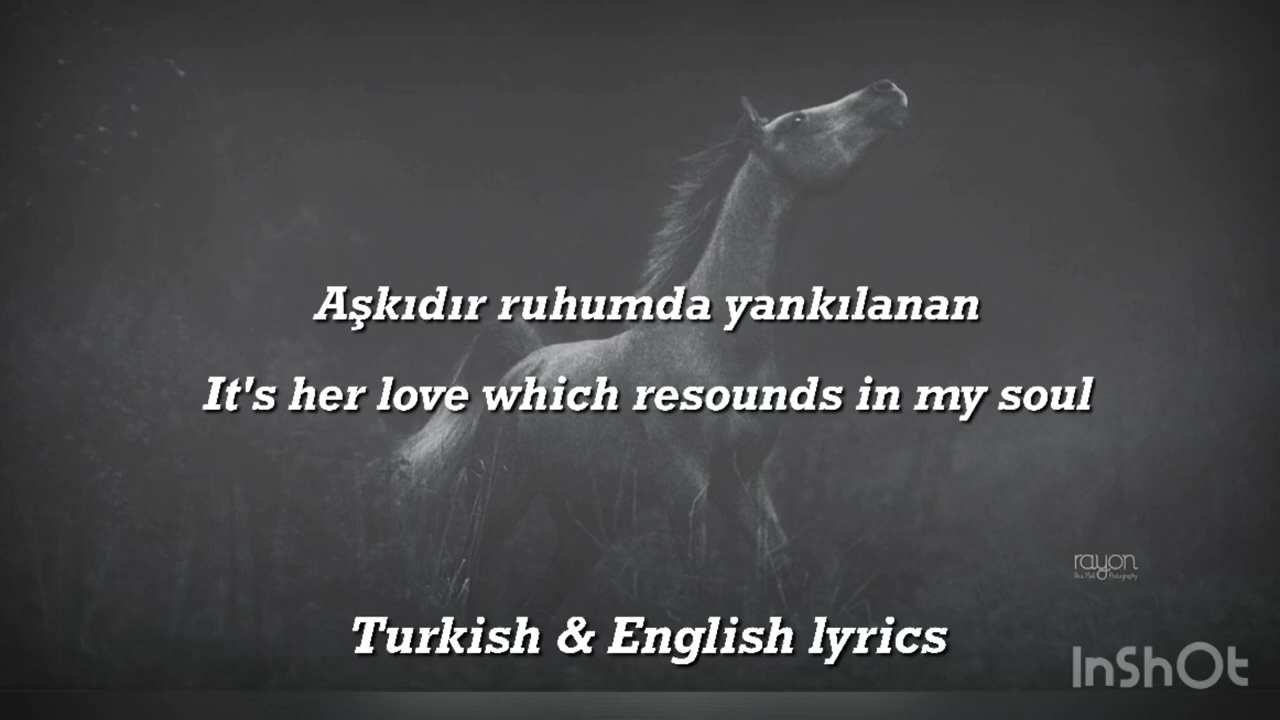 Aşkıdır ruhumda yankılanan
It's her love which resounds in my soul
rayon
Turkish & English lyrics
InShOt